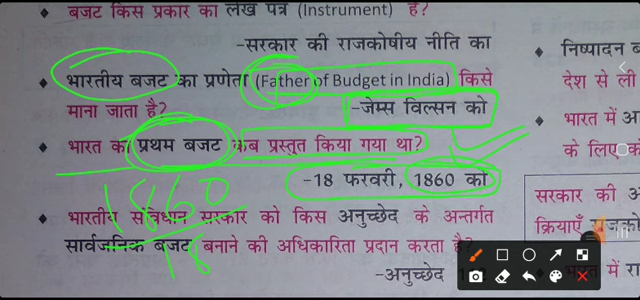 बजट किस प्रकार का लेख पत्र (Instrument) है?
-सरकार की राजकोषीय नीति का
भारतीय बजट का प्रणेता (Father of Budget in India) किसे
माना जाता है?
-जेम्स विल्सन को
भारत का प्रथम बजट कब प्रस्तुत किया गया था?
-18 फरवरी, 1860 को
1860
18
भारतीय संविधान सरकार को किस अनुच्छेद के अन्तर्गत
सार्वजनिक बजट बनाने की अधिकारिता प्रदान करता है?
-अनुच्छेद
निष्पादन
देश से ली
भारत में
के लिए
सरकार की
क्रियाएँ
भारत में